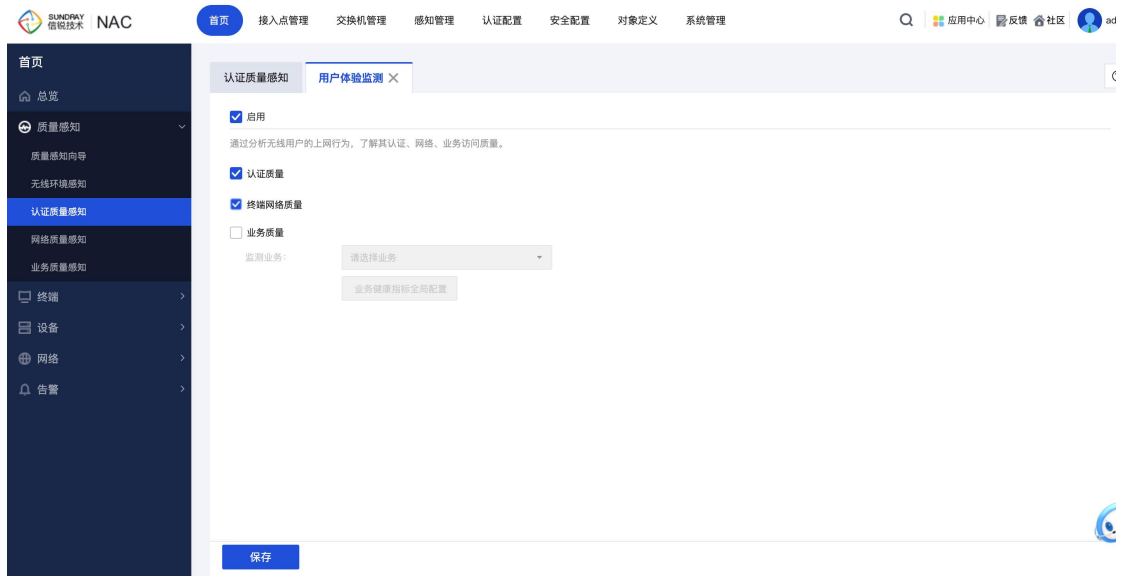 SUNDRAY
信锐技术
NAC
首页
接入点管理
交换机管理
感知管理
认证配置
安全配置
对象定义
系统管理
应用中心
反馈
社区
ad
首页
总览
质量感知
质量感知向导
无线环境感知
认证质量感知
网络质量感知
业务质量感知
终端
设备
网络
告警
认证质量感知
用户体验监测
启用
通过分析无线用户的上网行为，了解其认证、网络、业务访问质量。
认证质量
终端网络质量
业务质量
监测业务：
请选择业务
业务健康指标全局配置
保存